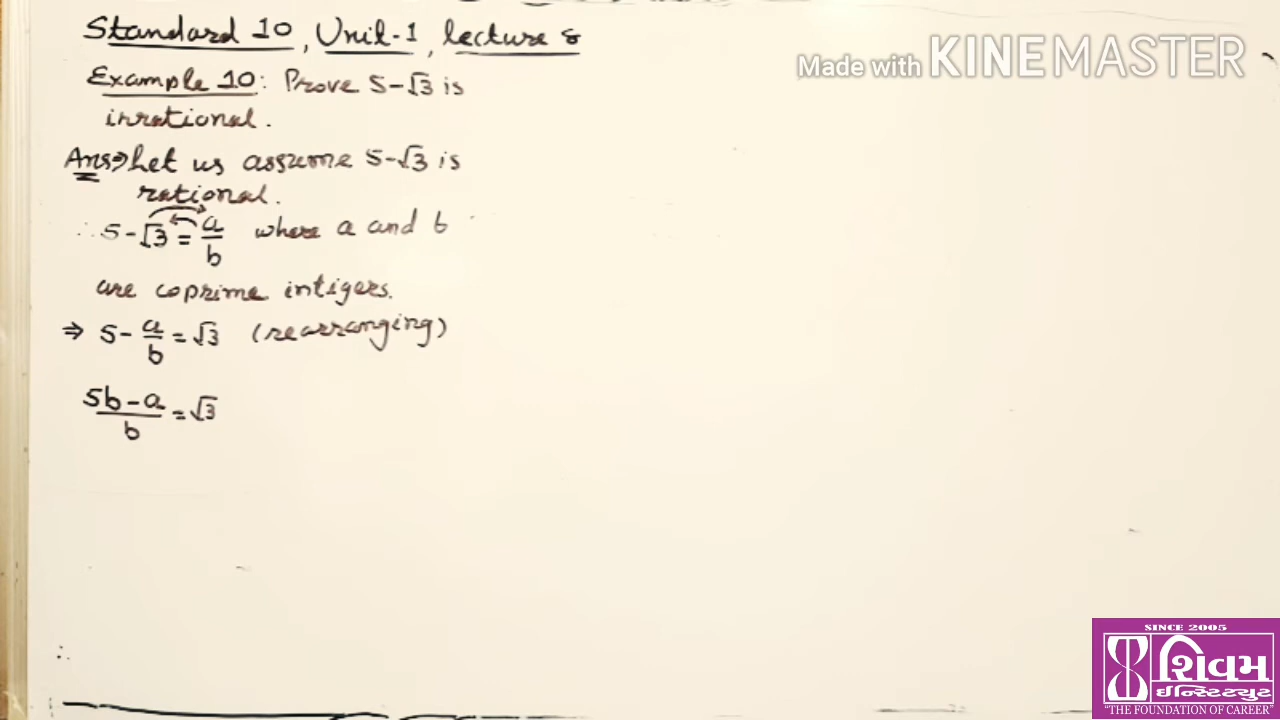 Standard 10, Unit-1, lecture 8
Made with KINEMASTER
Example 10: Prove 5-√3 is
irrational.
Ans⇒ Let us assume 5-√3 is
rational.
∴ 5-√3 = a/b where a and b
are coprime intigers.
⇒ 5 - a/b = √3 (rearranging)
5b-a/b = √3
∴
SINCE 2005
શિવમ
ઈન્સ્ટિટ્યુટ
"THE FOUNDATION OF CAREER"